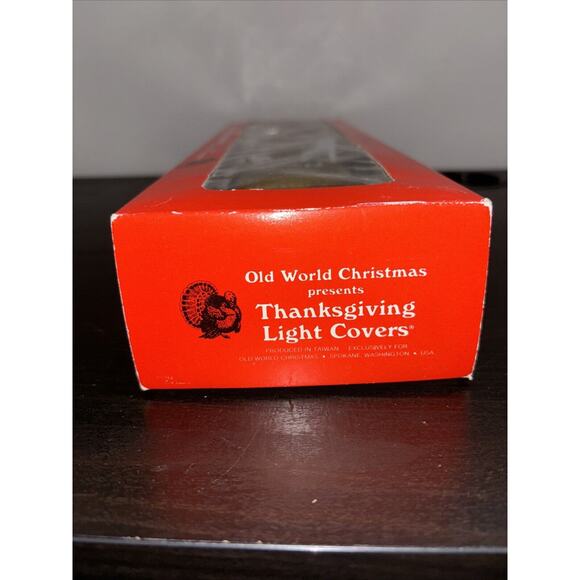 Old World Christmas
presents
Thanksgiving
Light Covers®
PRODUCED IN TAIWAN EXCLUSIVELY FOR
OLD WORLD CHRISTMAS • SPOKANE, WASHINGTON • USA